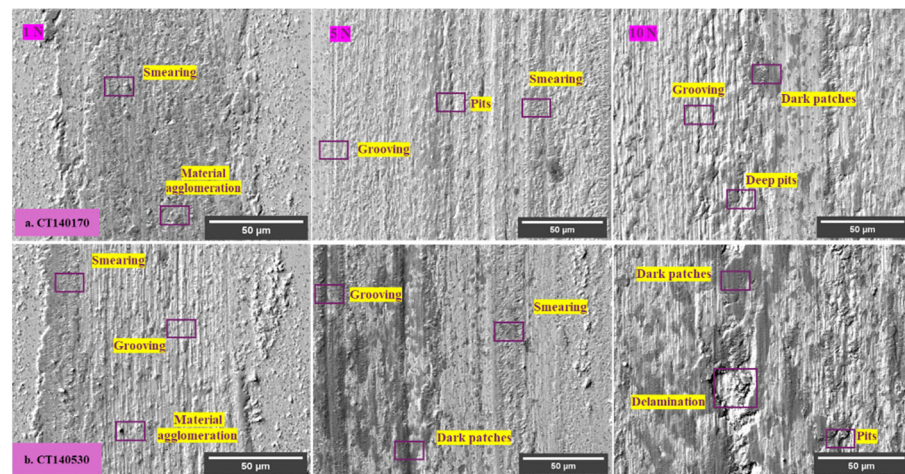 1 N
Smearing
Material
agglomeration
50 µm
a. CT140170
5 N
Pits
Smearing
Grooving
50 µm
10 N
Grooving
Dark patches
Deep pits
50 µm
Smearing
Grooving
Material
agglomeration
50 µm
b. CT140530
Grooving
Smearing
Dark patches
50 µm
Dark patches
Delamination
Pits
50 µm